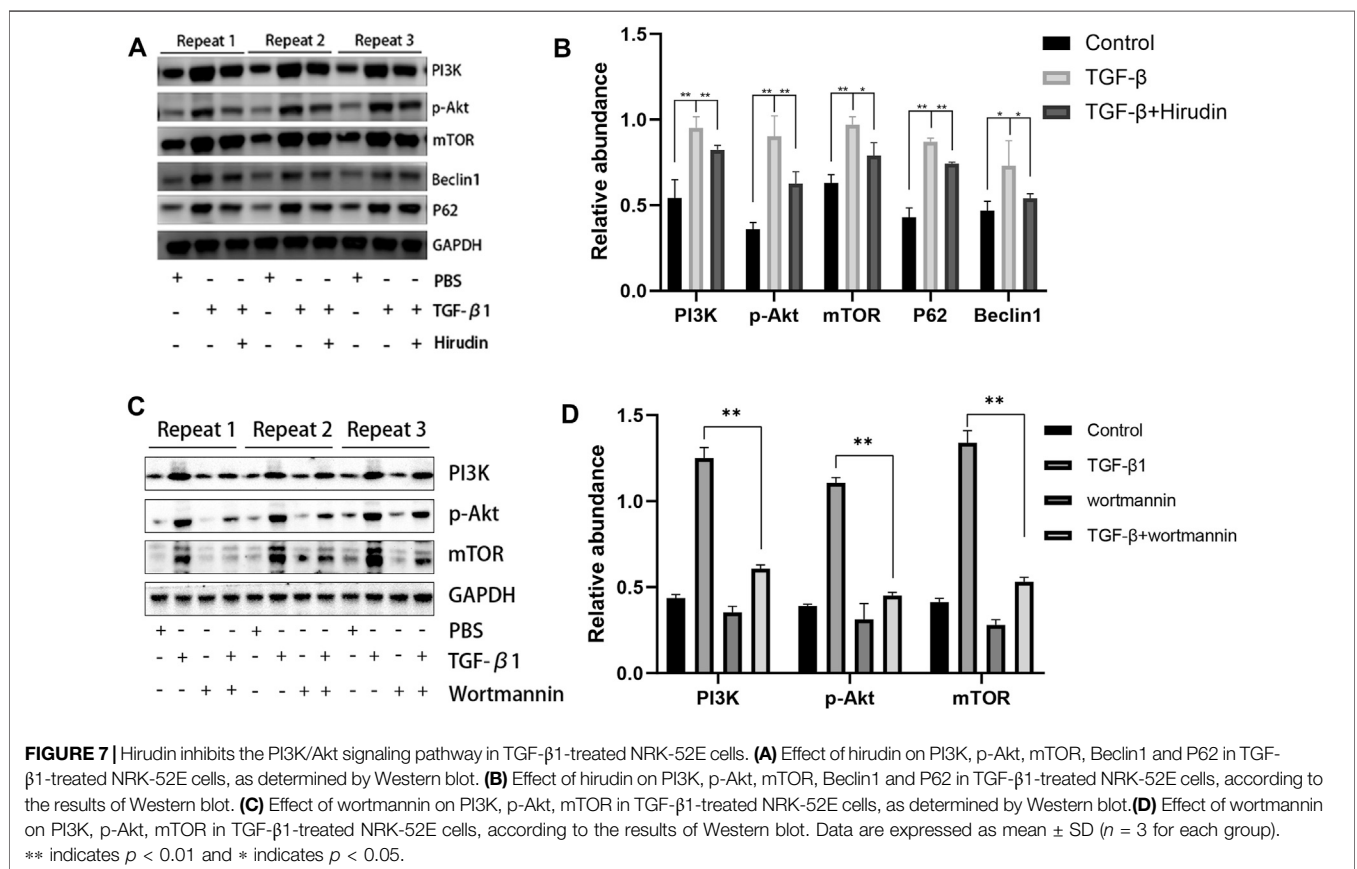 A
Repeat 1 Repeat 2 Repeat 3
PI3K
p-Akt
mTOR
Beclin1
P62
GAPDH
+ - - + - - + - - PBS
- + + - + + - + + TGF-β1
- - + - - + - - + Hirudin
B
Relative abundance
1.5
1.0
0.5
0.0
** ** ** ** ** * ** ** * *
PI3K p-Akt mTOR P62 Beclin1
Control
TGF-β
TGF-β+Hirudin
C
Repeat 1 Repeat 2 Repeat 3
PI3K
p-Akt
mTOR
GAPDH
+ - - - + - - - + - - - PBS
- + - + - + - + - + - + TGF-β1
- - + + - - + + - - + + Wortmannin
D
Relative abundance
1.5
1.0
0.5
0.0
** ** **
PI3K p-Akt mTOR
Control
TGF-β1
wortmannin
TGF-β+wortmannin
FIGURE 7 | Hirudin inhibits the PI3K/Akt signaling pathway in TGF-β1-treated NRK-52E cells. (A) Effect of hirudin on PI3K, p-Akt, mTOR, Beclin1 and P62 in TGF-
β1-treated NRK-52E cells, as determined by Western blot. (B) Effect of hirudin on PI3K, p-Akt, mTOR, Beclin1 and P62 in TGF-β1-treated NRK-52E cells, according to
the results of Western blot. (C) Effect of wortmannin on PI3K, p-Akt, mTOR in TGF-β1-treated NRK-52E cells, as determined by Western blot.(D) Effect of wortmannin
on PI3K, p-Akt, mTOR in TGF-β1-treated NRK-52E cells, according to the results of Western blot. Data are expressed as mean ± SD (n = 3 for each group).
** indicates p < 0.01 and * indicates p < 0.05.